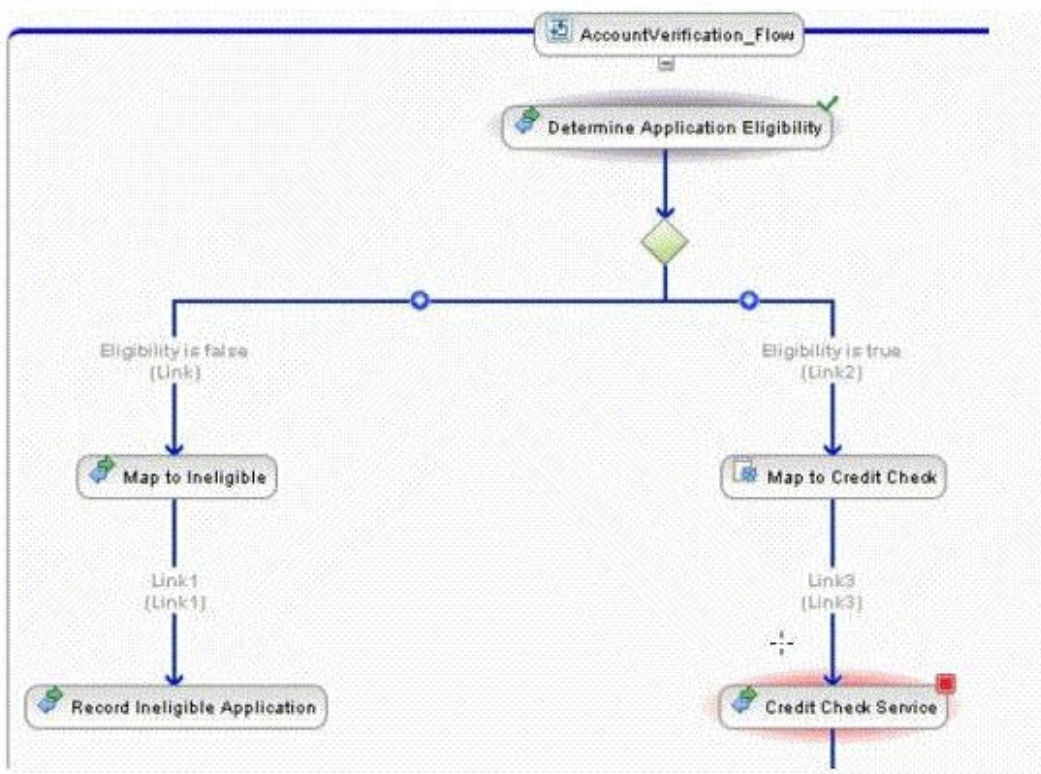 AccountVerification_Flow
Determine Application Eligibility
Eligibility is false
(Link)
Eligibility is true
(Link2)
Map to Ineligible
Map to Credit Check
Link1
(Link1)
Link3
(Link3)
Record Ineligible Application
Credit Check Service